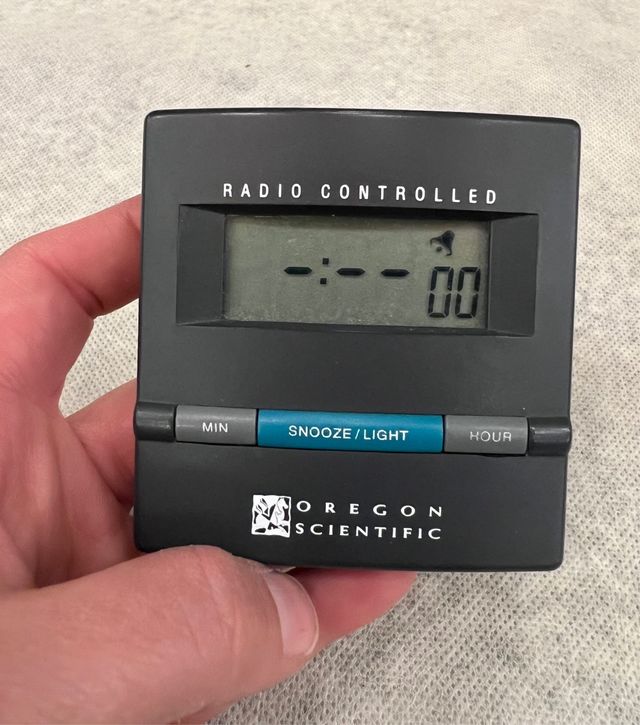 RADIO CONTROLLED
-:-- 00
MIN SNOOZE/LIGHT HOUR
OREGON
SCIENTIFIC